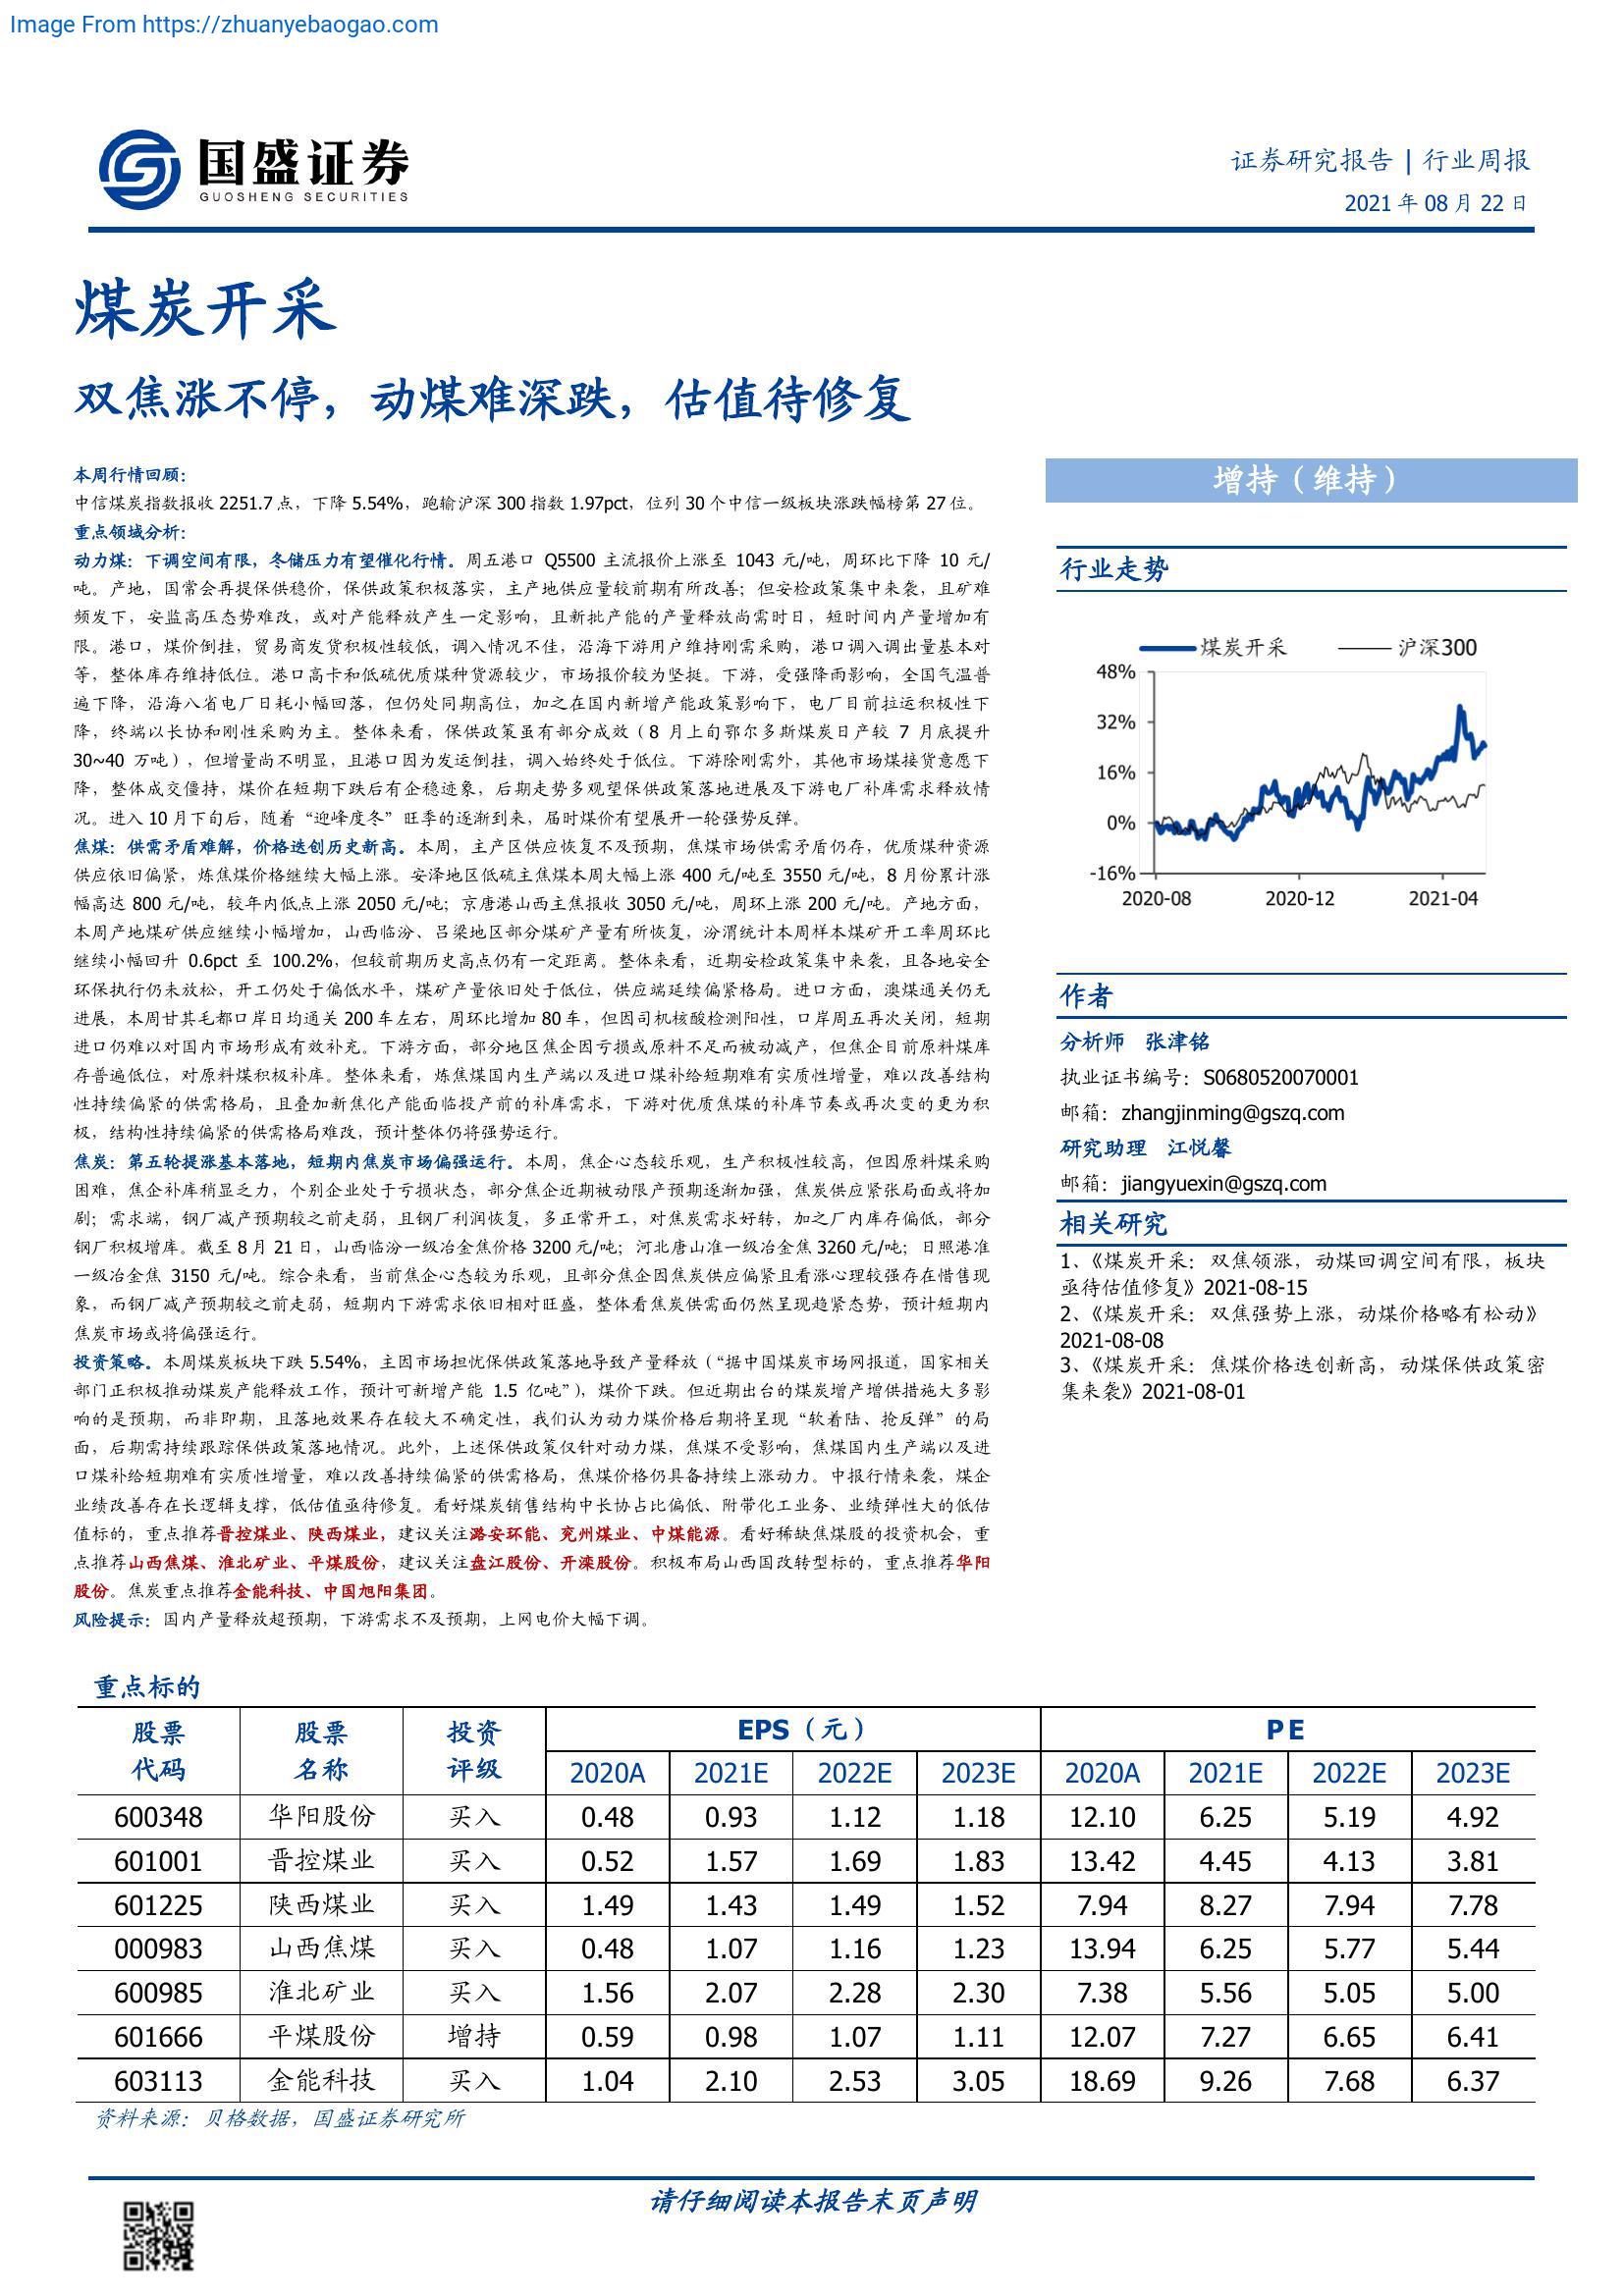 Image From https://zhuanyebaogao.com
国盛证券
GUOSHENG SECURITIES
证券研究报告 | 行业周报
2021 年 08 月 22 日
煤炭开采
双焦涨不停，动煤难深跌，估值待修复
本周行情回顾：
中信煤炭指数报收 2251.7 点，下降 5.54%，跑输沪深 300 指数 1.97pct，位列 30 个中信一级板块涨跌幅榜第 27 位。
重点领域分析：
动力煤：下调空间有限，冬储压力有望催化行情。周五港口 Q5500 主流报价上涨至 1043 元/吨，周环比下降 10 元/
吨。产地，国常会再提保供稳价，保供政策积极落实，主产地供应量较前期有所改善；但安检政策集中来袭，且矿难
频发下，安监高压态势难改，或对产能释放产生一定影响，且新批产能的产量释放尚需时日，短时间内产量增加有
限。港口，煤价倒挂，贸易商发货积极性较低，调入情况不佳，沿海下游用户维持刚需采购，港口调入调出量基本对
等，整体库存维持低位。港口高卡和低硫优质煤种货源较少，市场报价较为坚挺。下游，受强降雨影响，全国气温普
遍下降，沿海八省电厂日耗小幅回落，但仍处同期高位，加之在国内新增产能政策影响下，电厂目前拉运积极性下
降，终端以长协和刚性采购为主。整体来看，保供政策虽有部分成效（8 月上旬鄂尔多斯煤炭日产较 7 月底提升
30~40 万吨），但增量尚不明显，且港口因为发运倒挂，调入始终处于低位。下游除刚需外，其他市场煤接货意愿下
降，整体成交僵持，煤价在短期下跌后有企稳迹象，后期走势多观望保供政策落地进展及下游电厂补库需求释放情
况。进入 10 月下旬后，随着“迎峰度冬”旺季的逐渐到来，届时煤价有望展开一轮强势反弹。
焦煤：供需矛盾难解，价格迭创历史新高。本周，主产区供应恢复不及预期，焦煤市场供需矛盾仍存，优质煤种资源
供应依旧偏紧，炼焦煤价格继续大幅上涨。安泽地区低硫主焦煤本周大幅上涨 400 元/吨至 3550 元/吨，8 月份累计涨
幅高达 800 元/吨，较年内低点上涨 2050 元/吨；京唐港山西主焦报收 3050 元/吨，周环上涨 200 元/吨。产地方面，
本周产地煤矿供应继续小幅增加，山西临汾、吕梁地区部分煤矿产量有所恢复，汾渭统计本周样本煤矿开工率周环比
继续小幅回升 0.6pct 至 100.2%，但较前期历史高点仍有一定距离。整体来看，近期安检政策集中来袭，且各地安全
环保执行仍未放松，开工仍处于偏低水平，煤矿产量依旧处于低位，供应端延续偏紧格局。进口方面，澳煤通关仍无
进展，本周甘其毛都口岸日均通关 200 车左右，周环比增加 80 车，但因司机核酸检测阳性，口岸周五再次关闭，短期
进口仍难以对国内市场形成有效补充。下游方面，部分地区焦企因亏损或原料不足而被动减产，但焦企目前原料煤库
存普遍低位，对原料煤积极补库。整体来看，炼焦煤国内生产端以及进口煤补给短期难有实质性增量，难以改善结构
性持续偏紧的供需格局，且叠加新焦化产能面临投产前的补库需求，下游对优质焦煤的补库节奏或再次变的更为积
极，结构性持续偏紧的供需格局难改，预计整体仍将强势运行。
焦炭：第五轮提涨基本落地，短期内焦炭市场偏强运行。本周，焦企心态较乐观，生产积极性较高，但因原料煤采购
困难，焦企补库稍显乏力，个别企业处于亏损状态，部分焦企近期被动限产预期逐渐加强，焦炭供应紧张局面或将加
剧；需求端，钢厂减产预期较之前走弱，且钢厂利润恢复，多正常开工，对焦炭需求好转，加之厂内库存偏低，部分
钢厂积极增库。截至 8 月 21 日，山西临汾一级冶金焦价格 3200 元/吨；河北唐山准一级冶金焦 3260 元/吨；日照港准
一级冶金焦 3150 元/吨。综合来看，当前焦企心态较为乐观，且部分焦企因焦炭供应偏紧且看涨心理较强存在惜售现
象，而钢厂减产预期较之前走弱，短期内下游需求依旧相对旺盛，整体看焦炭供需面仍然呈现趋紧态势，预计短期内
焦炭市场或将偏强运行。
投资策略。本周煤炭板块下跌 5.54%，主因市场担忧保供政策落地导致产量释放（“据中国煤炭市场网报道，国家相关
部门正积极推动煤炭产能释放工作，预计可新增产能 1.5 亿吨”），煤价下跌。但近期出台的煤炭增产增供措施大多影
响的是预期，而非即期，且落地效果存在较大不确定性，我们认为动力煤价格后期将呈现“软着陆、抢反弹”的局
面，后期需持续跟踪保供政策落地情况。此外，上述保供政策仅针对动力煤，焦煤不受影响，焦煤国内生产端以及进
口煤补给短期难有实质性增量，难以改善持续偏紧的供需格局，焦煤价格仍具备持续上涨动力。中报行情来袭，煤企
业绩改善存在长逻辑支撑，低估值亟待修复。看好煤炭销售结构中长协占比偏低、附带化工业务、业绩弹性大的低估
值标的，重点推荐晋控煤业、陕西煤业，建议关注潞安环能、兖州煤业、中煤能源。看好稀缺焦煤股的投资机会，重
点推荐山西焦煤、淮北矿业、平煤股份，建议关注盘江股份、开滦股份。积极布局山西国改转型标的，重点推荐华阳
股份。焦炭重点推荐金能科技、中国旭阳集团。
风险提示：国内产量释放超预期，下游需求不及预期，上网电价大幅下调。
增持（维持）
行业走势
煤炭开采 沪深300
48%
32%
16%
0%
-16%
2020-08 2020-12 2021-04
作者
分析师 张津铭
执业证书编号：S0680520070001
邮箱：zhangjinming@gszq.com
研究助理 江悦馨
邮箱：jiangyuexin@gszq.com
相关研究
1、《煤炭开采：双焦领涨，动煤回调空间有限，板块
亟待估值修复》2021-08-15
2、《煤炭开采：双焦强势上涨，动煤价格略有松动》
2021-08-08
3、《煤炭开采：焦煤价格迭创新高，动煤保供政策密
集来袭》2021-08-01
重点标的
股票 股票 投资 EPS（元） PE
代码 名称 评级 2020A 2021E 2022E 2023E 2020A 2021E 2022E 2023E
600348 华阳股份 买入 0.48 0.93 1.12 1.18 12.10 6.25 5.19 4.92
601001 晋控煤业 买入 0.52 1.57 1.69 1.83 13.42 4.45 4.13 3.81
601225 陕西煤业 买入 1.49 1.43 1.49 1.52 7.94 8.27 7.94 7.78
000983 山西焦煤 买入 0.48 1.07 1.16 1.23 13.94 6.25 5.77 5.44
600985 淮北矿业 买入 1.56 2.07 2.28 2.30 7.38 5.56 5.05 5.00
601666 平煤股份 增持 0.59 0.98 1.07 1.11 12.07 7.27 6.65 6.41
603113 金能科技 买入 1.04 2.10 2.53 3.05 18.69 9.26 7.68 6.37
资料来源：贝格数据，国盛证券研究所
请仔细阅读本报告末页声明